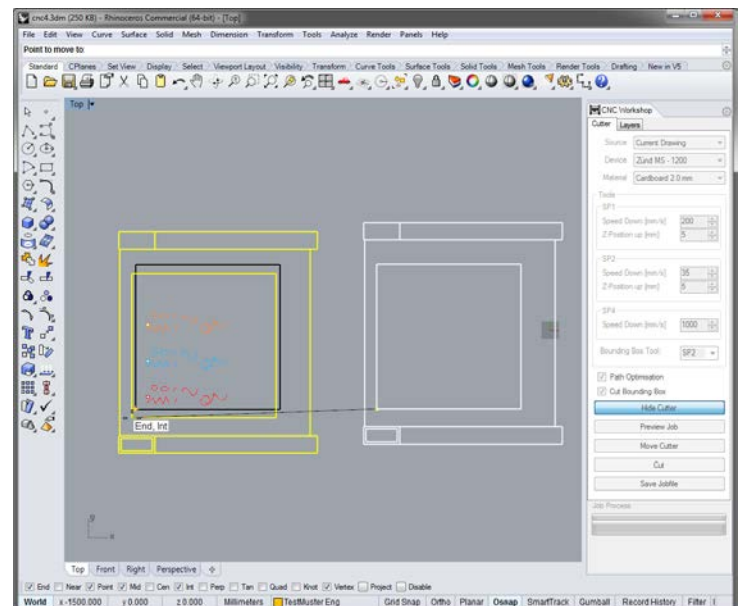 cnc4.3dm (250 KB) - Rhinoceros Commercial (64-bit) - [Top]
File Edit View Curve Surface Solid Mesh Dimension Transform Tools Analyze Render Panels Help
Point to move to:
Standard CPlanes Set View Display Select Viewport Layout Visibility Transform Curve Tools Surface Tools Solid Tools Mesh Tools Render Tools Drafting New in V5
Top
CNC Workshop
Cutter Layers
Source Current Drawing
Device Zünd MS - 1200
Material Cardboard 2.0 mm
Tools
SP1
Speed Down [mm/s] 200
Z-Position up [mm] 5
SP2
Speed Down [mm/s] 35
Z-Position up [mm] 5
SP4
Speed Down [mm/s] 1000
Bounding Box Tool: SP2
Path Optimisation
Cut Bounding Box
Hide Cutter
Preview Job
Move Cutter
Cut
Save Jobfile
Job Process
End, Int
y
x
Top Front Right Perspective
End Near Point Mid Cen Int Perp Tan Quad Knot Vertex Project Disable
World x -1500.000 y 0.000 z 0.000 Millimeters TestMuster Eng Grid Snap Ortho Planar Osnap SmartTrack Gumball Record History Filter